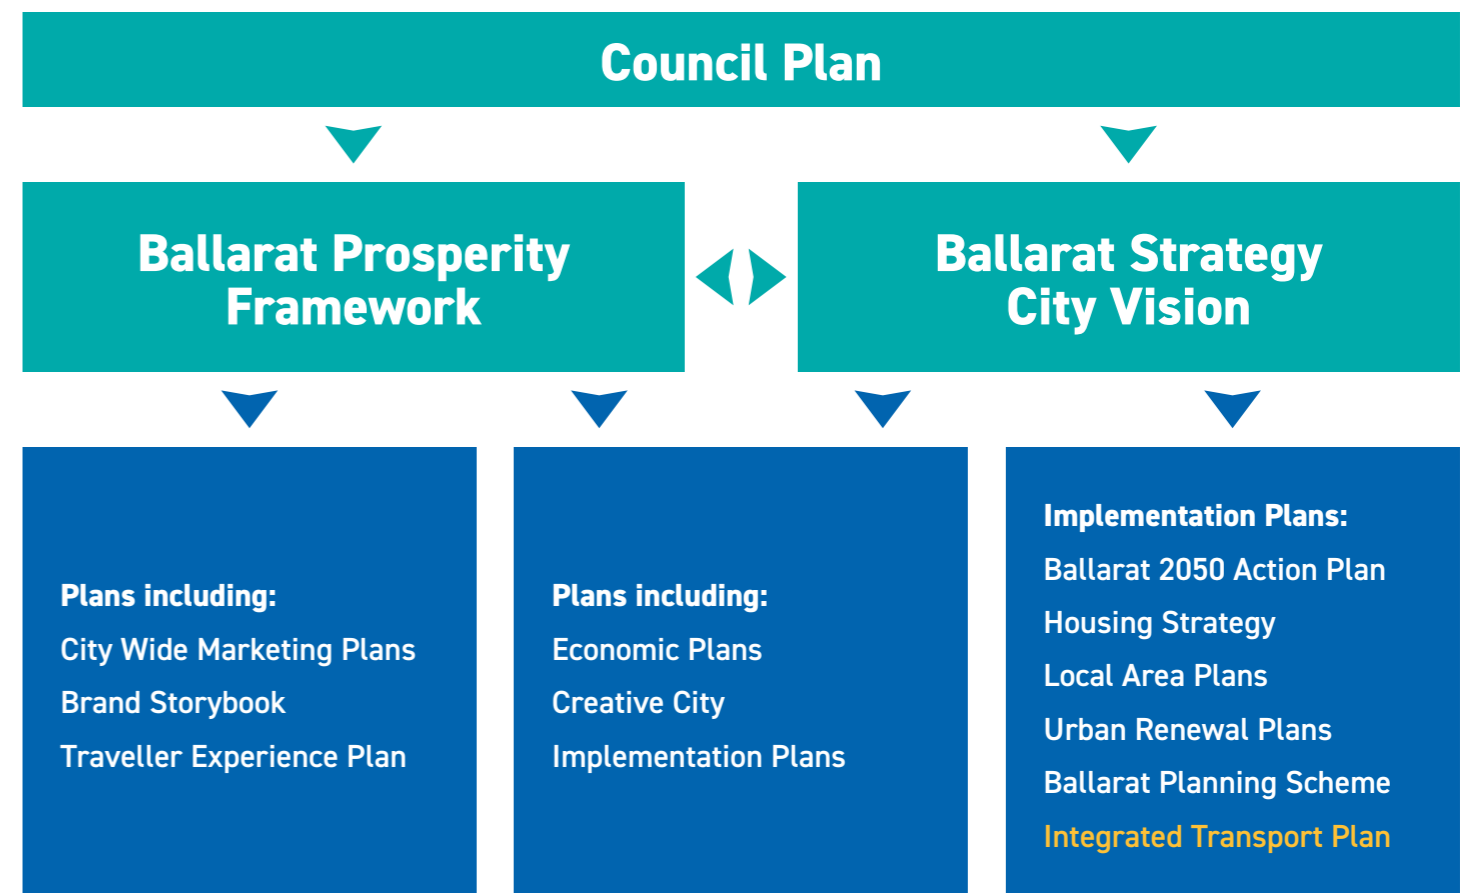 Council Plan
Ballarat Prosperity
Framework
Ballarat Strategy
City Vision
Plans including:
City Wide Marketing Plans
Brand Storybook
Traveller Experience Plan
Plans including:
Economic Plans
Creative City
Implementation Plans
Implementation Plans:
Ballarat 2050 Action Plan
Housing Strategy
Local Area Plans
Urban Renewal Plans
Ballarat Planning Scheme
Integrated Transport Plan